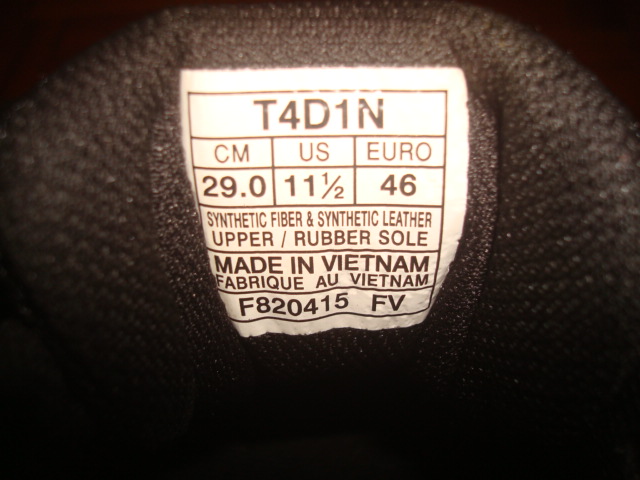 T4D1N
CM US EURO
29.0 11½ 46
SYNTHETIC FIBER & SYNTHETIC LEATHER
UPPER / RUBBER SOLE
MADE IN VIETNAM
FABRIQUE AU VIETNAM
F820415 FV